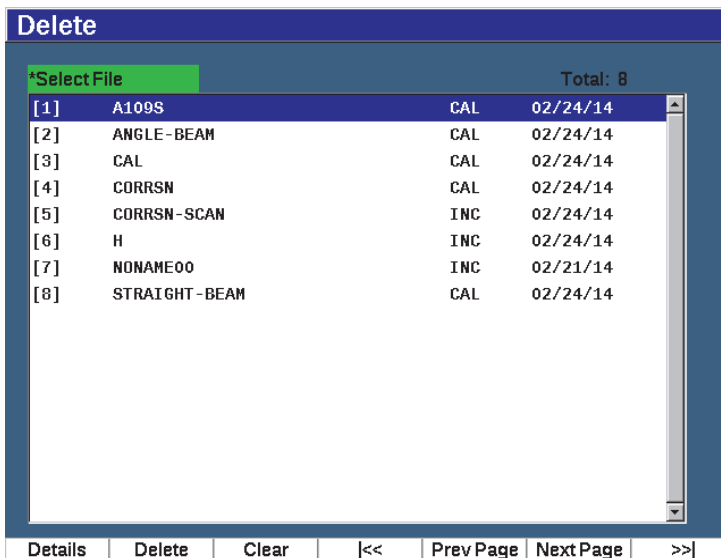 Delete
*Select File Total: 8
[1] A109S CAL 02/24/14
[2] ANGLE-BEAM CAL 02/24/14
[3] CAL CAL 02/24/14
[4] CORRSN CAL 02/24/14
[5] CORRSN-SCAN INC 02/24/14
[6] H INC 02/24/14
[7] NONAME00 INC 02/21/14
[8] STRAIGHT-BEAM CAL 02/24/14
Details Delete Clear |<< Prev Page Next Page >>|